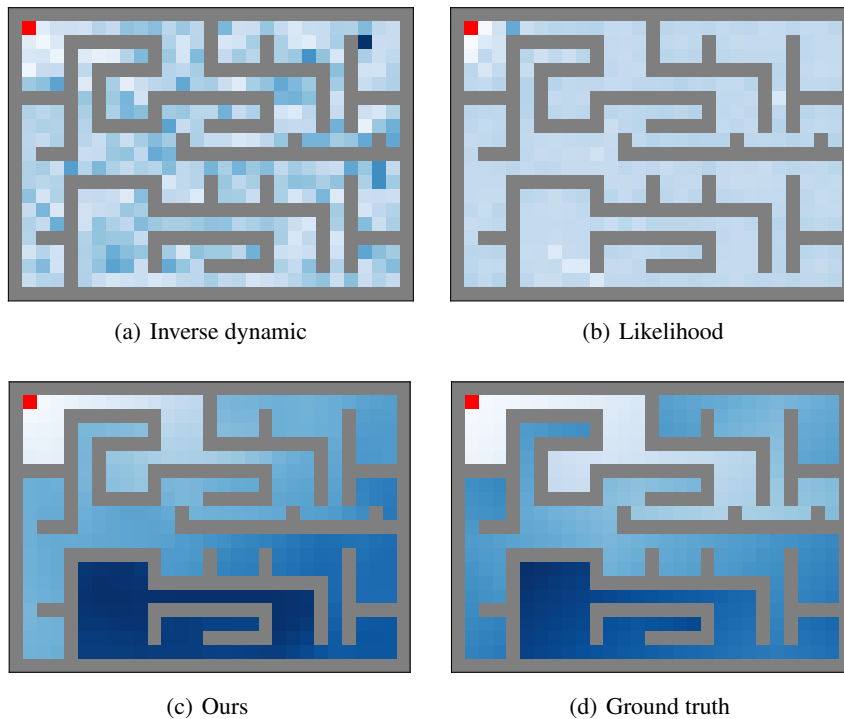 (a) Inverse dynamic
(b) Likelihood
(c) Ours
(d) Ground truth